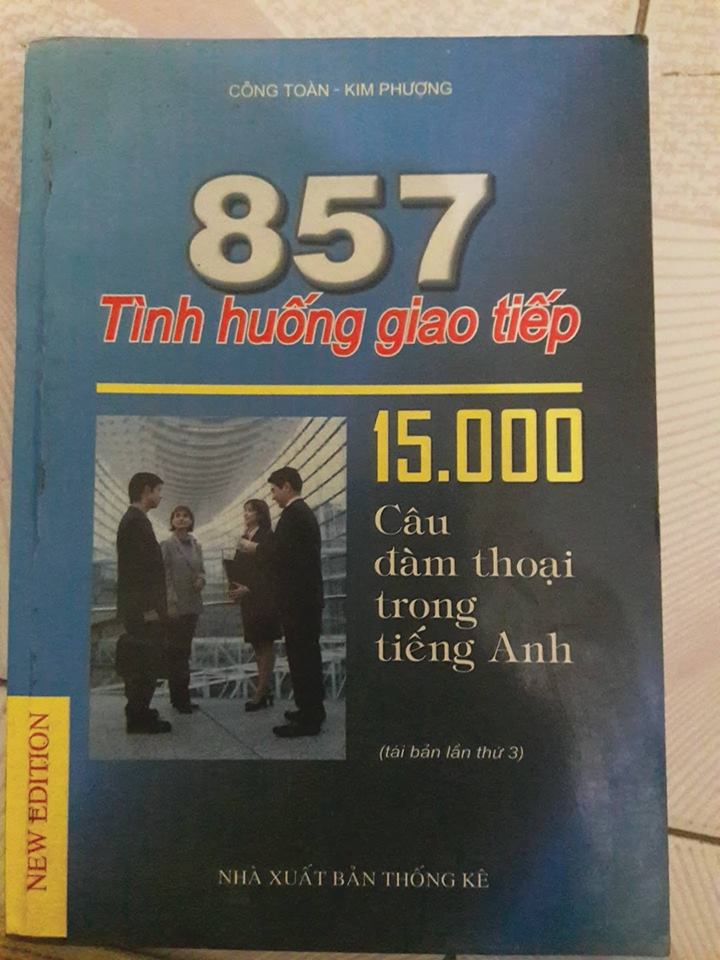 CÔNG TOÀN - KIM PHƯỢNG
857
Tình huống giao tiếp
15.000
Câu
đàm thoại
trong
tiếng Anh
(tái bản lần thứ 3)
NEW EDITION
NHÀ XUẤT BẢN THỐNG KÊ